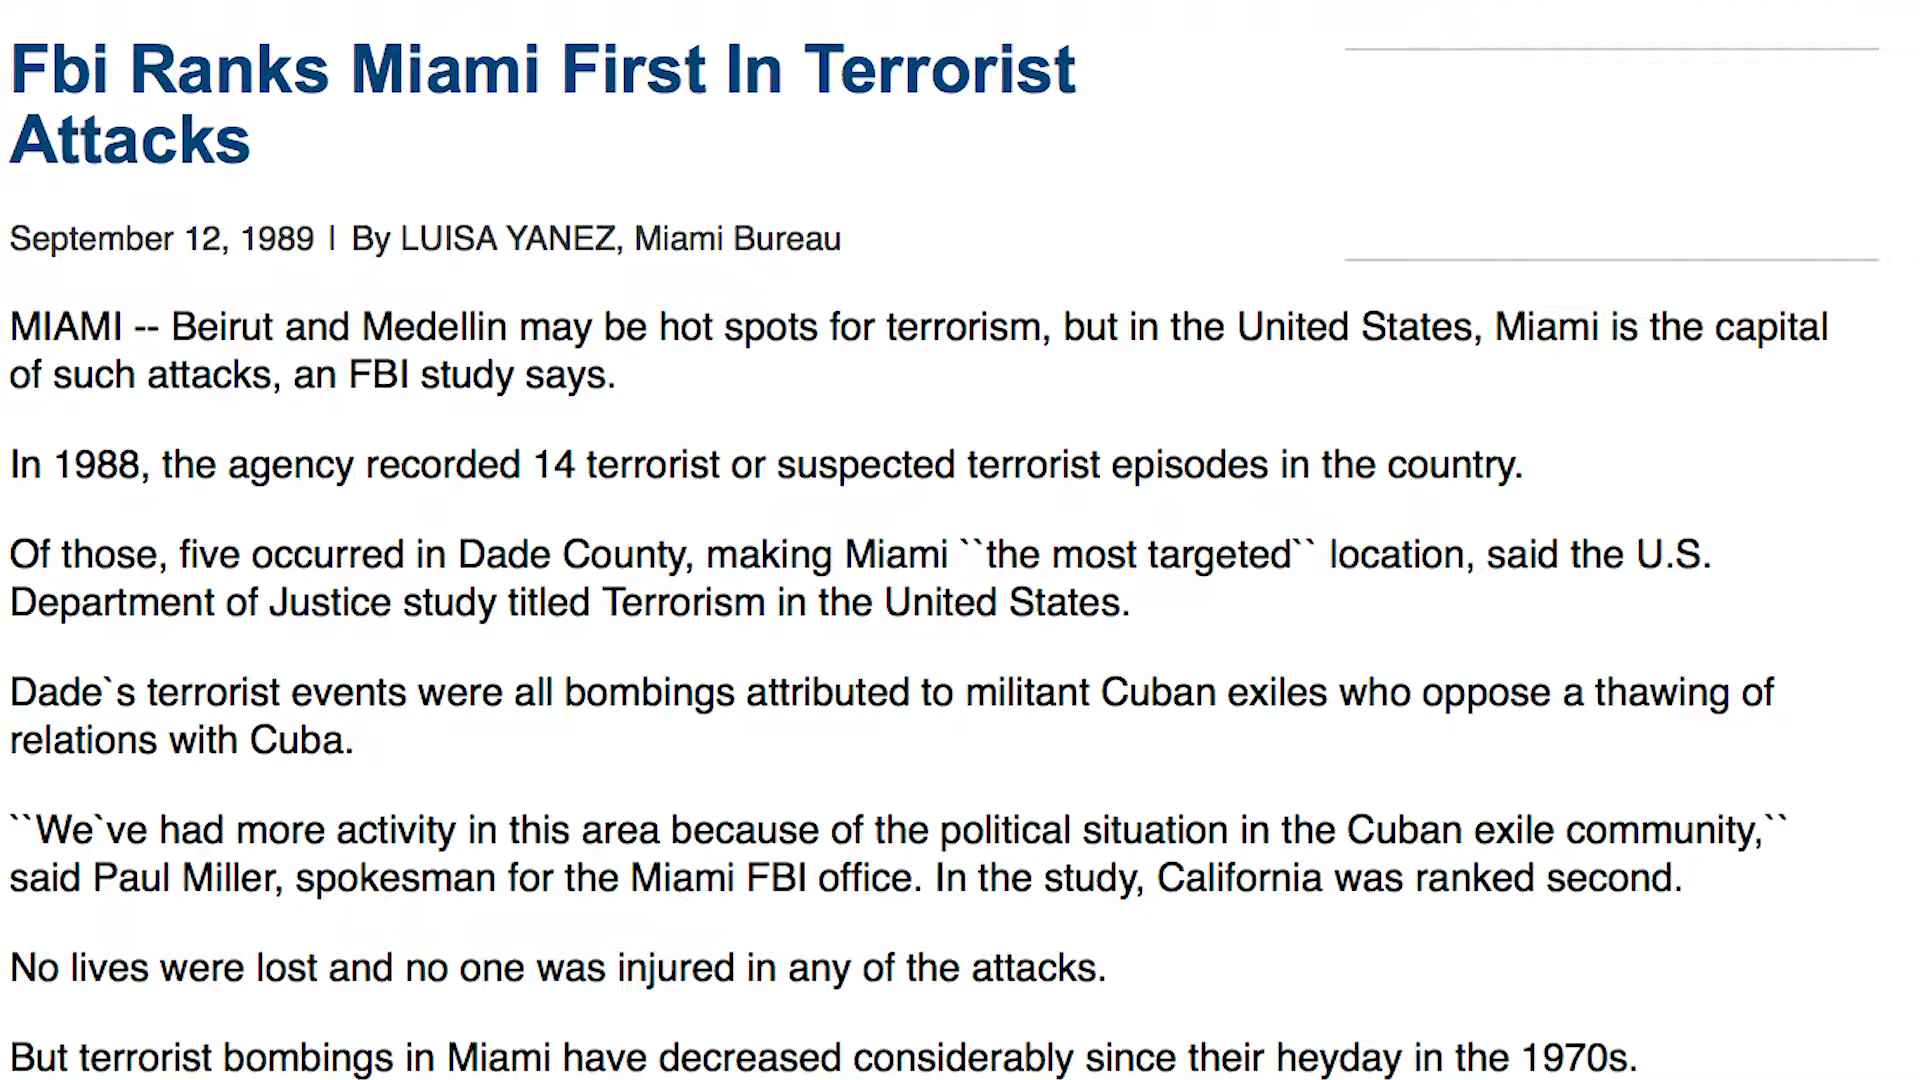 Fbi Ranks Miami First In Terrorist
Attacks
September 12, 1989 | By LUISA YANEZ, Miami Bureau
MIAMI -- Beirut and Medellin may be hot spots for terrorism, but in the United States, Miami is the capital
of such attacks, an FBI study says.
In 1988, the agency recorded 14 terrorist or suspected terrorist episodes in the country.
Of those, five occurred in Dade County, making Miami ``the most targeted`` location, said the U.S.
Department of Justice study titled Terrorism in the United States.
Dade`s terrorist events were all bombings attributed to militant Cuban exiles who oppose a thawing of
relations with Cuba.
``We`ve had more activity in this area because of the political situation in the Cuban exile community,``
said Paul Miller, spokesman for the Miami FBI office. In the study, California was ranked second.
No lives were lost and no one was injured in any of the attacks.
But terrorist bombings in Miami have decreased considerably since their heyday in the 1970s.